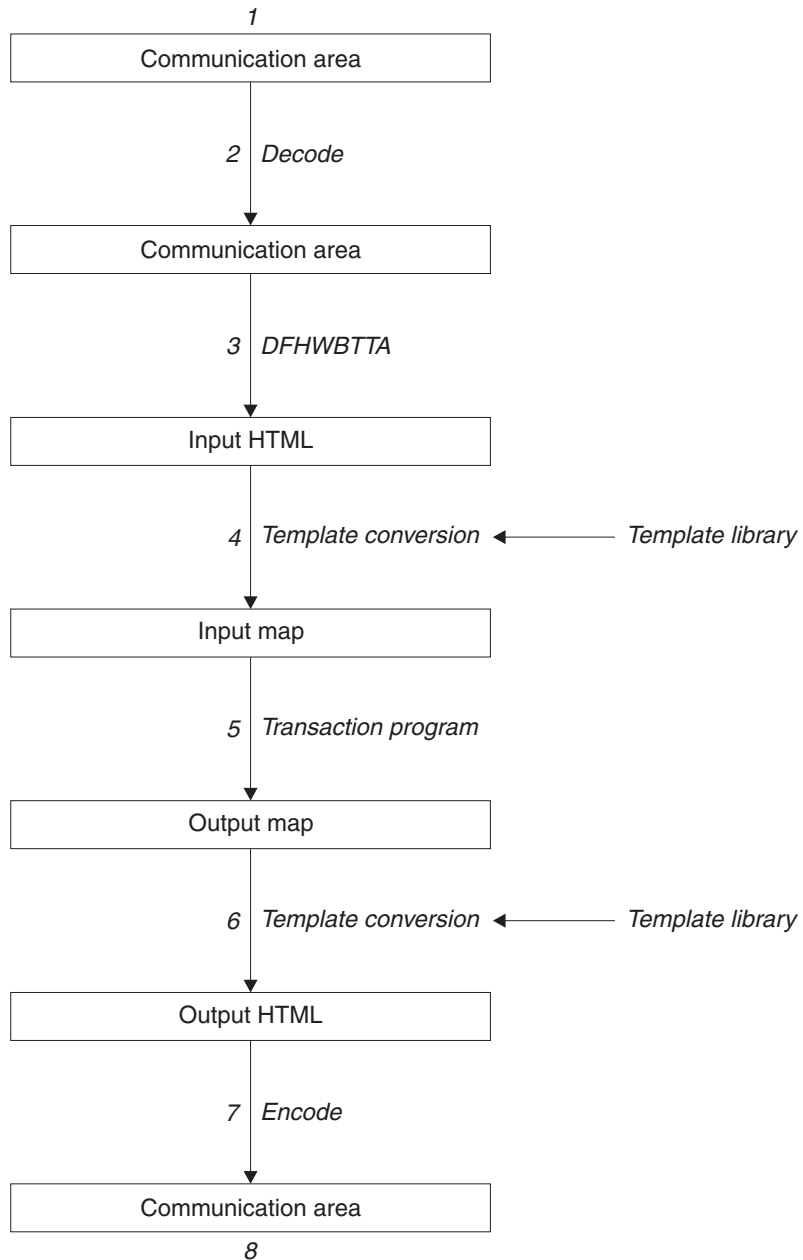 1
Communication area
2 Decode
Communication area
3 DFHWBTTA
Input HTML
4 Template conversion Template library
Input map
5 Transaction program
Output map
6 Template conversion Template library
Output HTML
7 Encode
Communication area
8